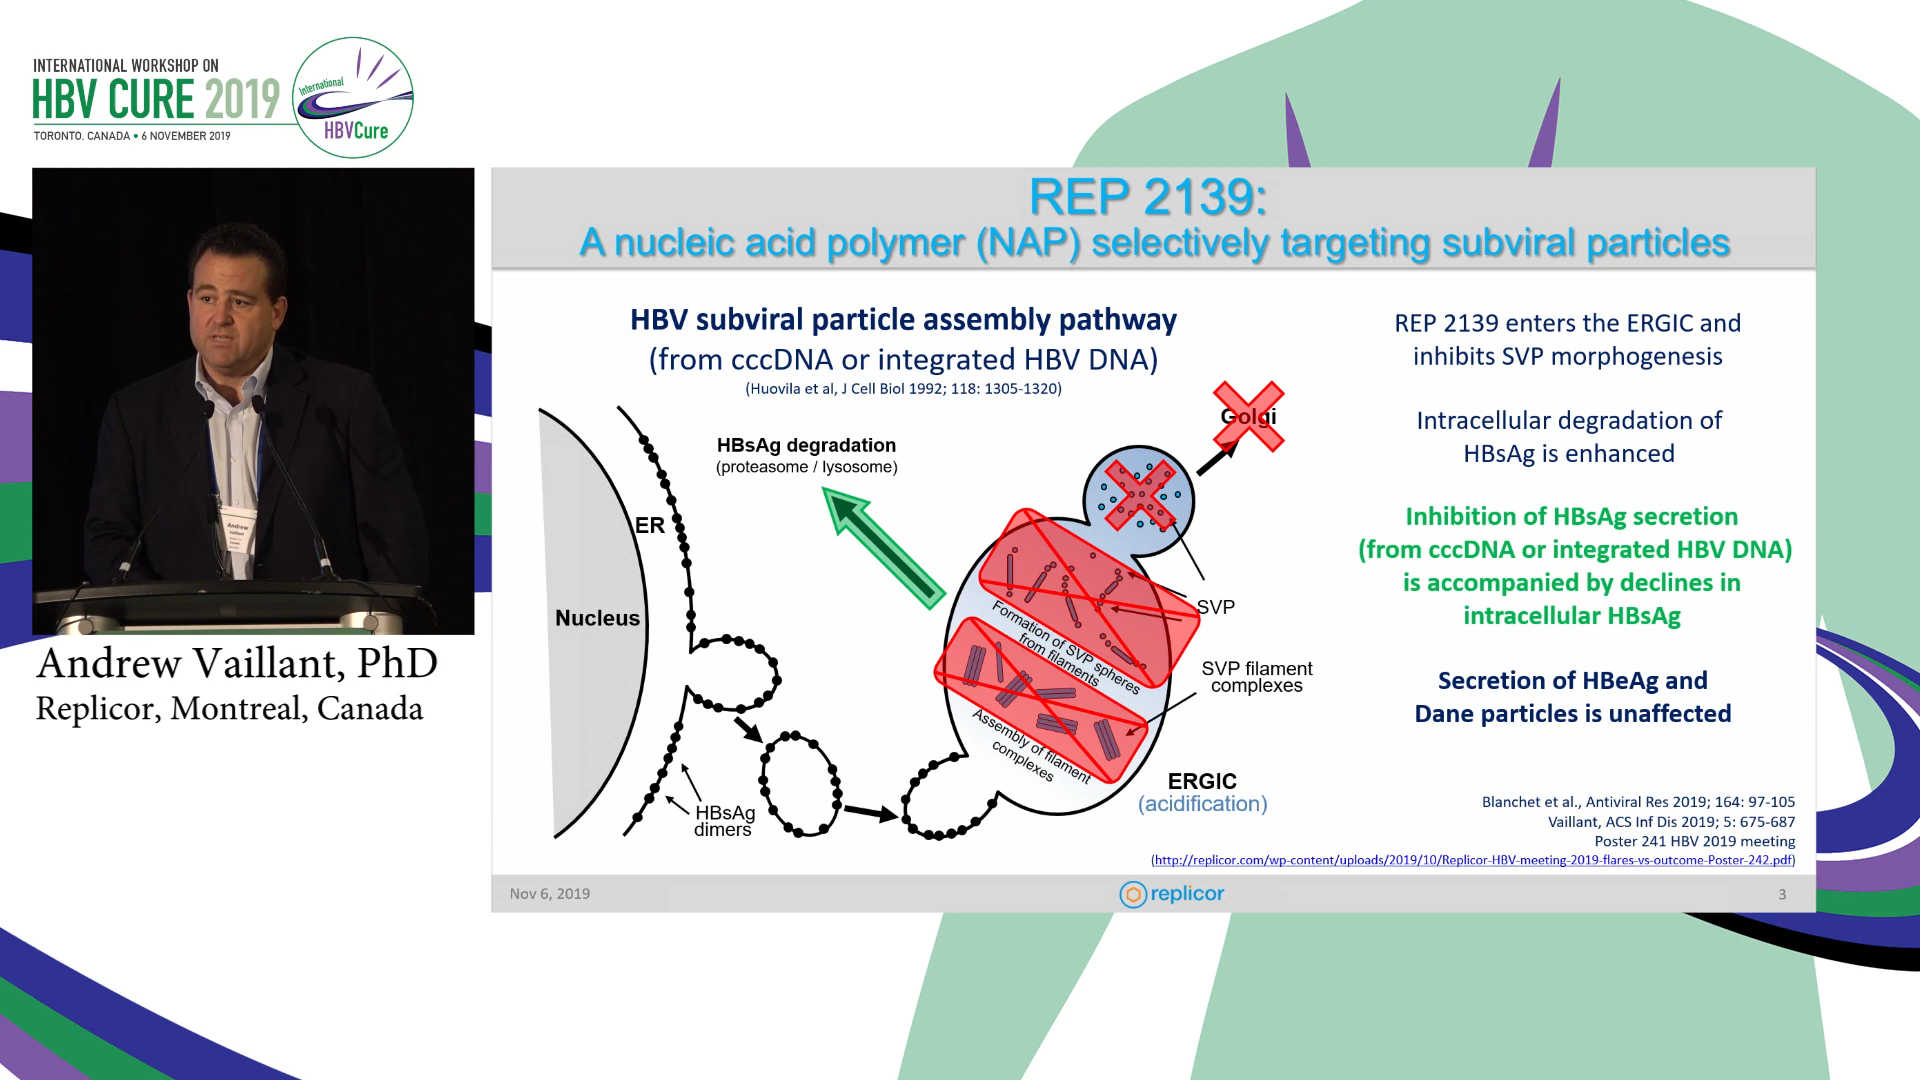 INTERNATIONAL WORKSHOP ON
HBV CURE 2019
TORONTO, CANADA • 6 NOVEMBER 2019
International
HBVCure
Andrew
Vaillant
Andrew Vaillant, PhD
Replicor, Montreal, Canada
REP 2139:
A nucleic acid polymer (NAP) selectively targeting subviral particles
HBV subviral particle assembly pathway
(from cccDNA or integrated HBV DNA)
(Huovila et al, J Cell Biol 1992; 118: 1305-1320)
HBsAg degradation
(proteasome / lysosome)
Golgi
ER
Nucleus
SVP
Formation of SVP spheres
from filaments
SVP filament
complexes
Assembly of filament
complexes
HBsAg
dimers
ERGIC
(acidification)
REP 2139 enters the ERGIC and
inhibits SVP morphogenesis
Intracellular degradation of
HBsAg is enhanced
Inhibition of HBsAg secretion
(from cccDNA or integrated HBV DNA)
is accompanied by declines in
intracellular HBsAg
Secretion of HBeAg and
Dane particles is unaffected
Blanchet et al., Antiviral Res 2019; 164: 97-105
Vaillant, ACS Inf Dis 2019; 5: 675-687
Poster 241 HBV 2019 meeting
(http://replicor.com/wp-content/uploads/2019/10/Replicor-HBV-meeting-2019-flares-vs-outcome-Poster-242.pdf)
Nov 6, 2019
replicor
3